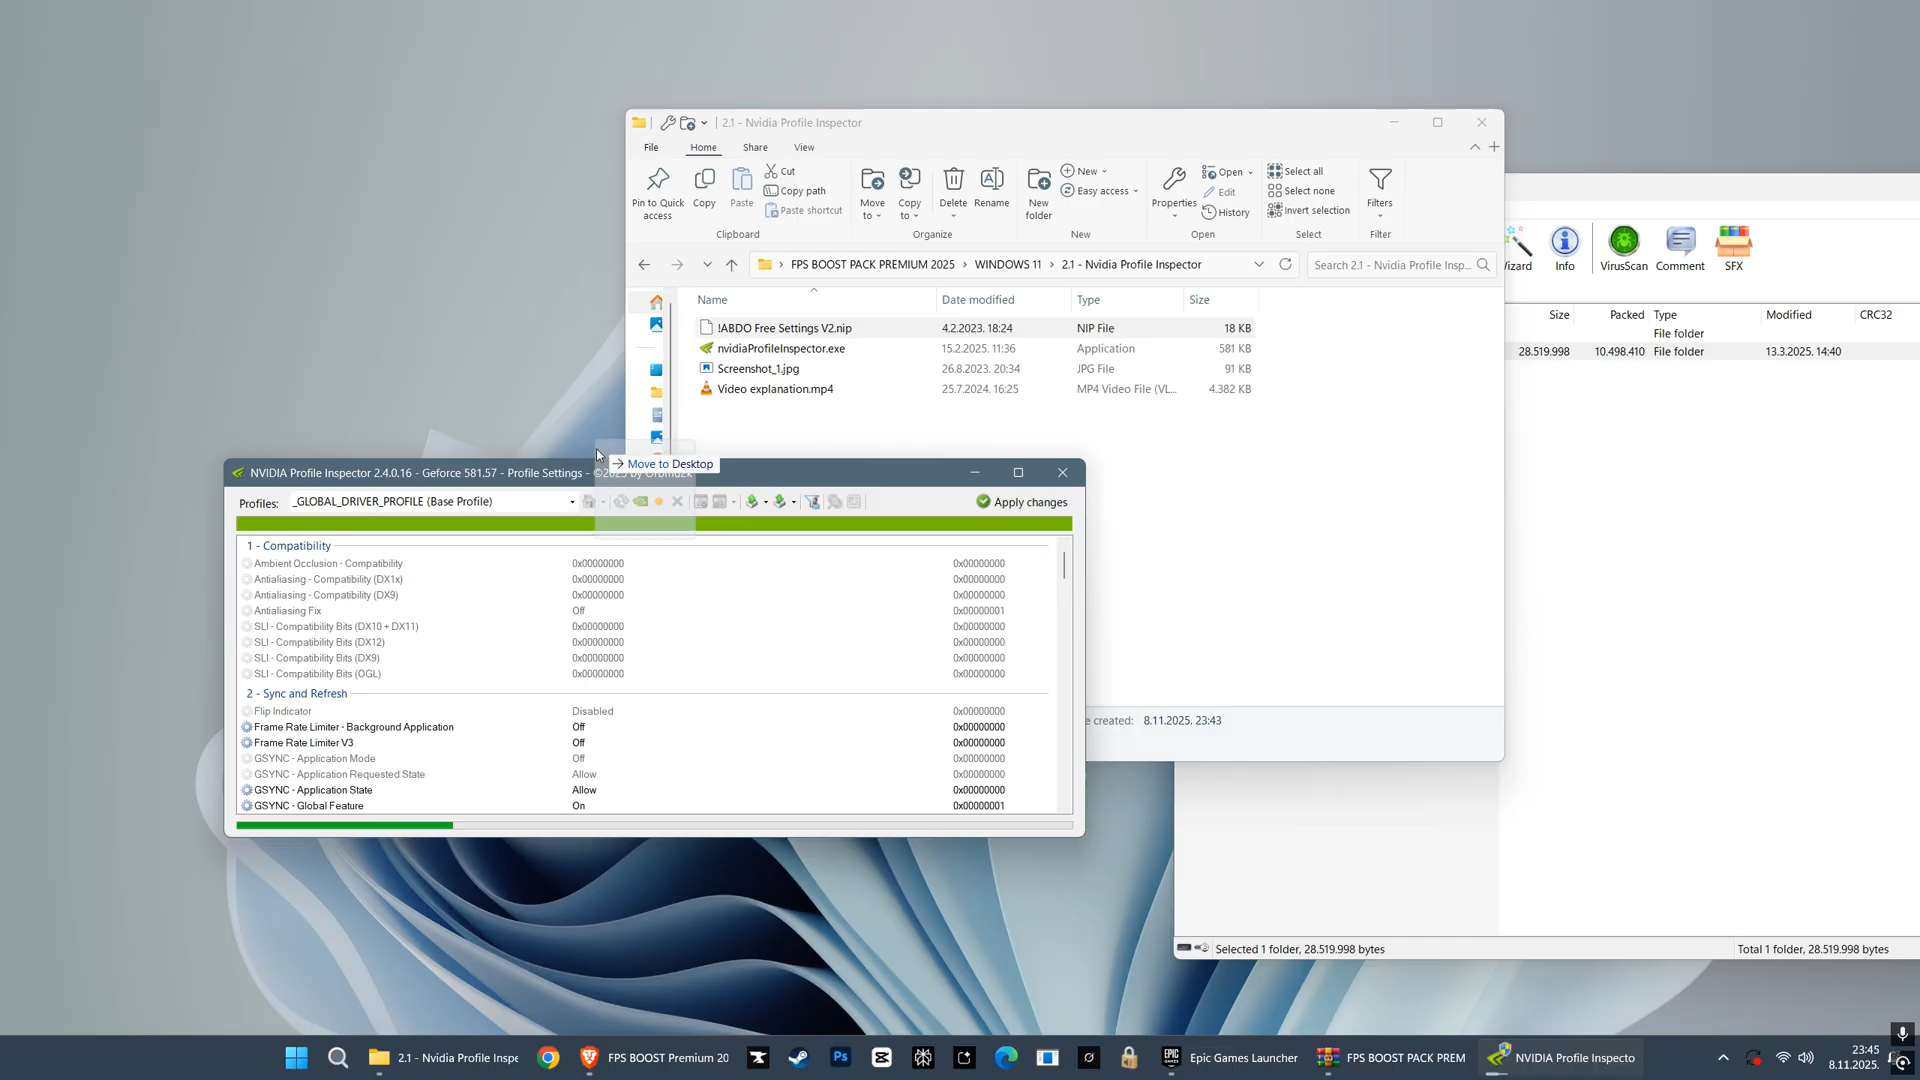 2.1 - Nvidia Profile Inspector
File Home Share View
Pin to Quick access
Copy
Paste
Cut
Copy path
Paste shortcut
Clipboard
Move to
Copy to
Delete
Rename
Organize
New folder
New
Easy access
New
Properties
Open
Edit
History
Open
Select all
Select none
Invert selection
Select
Filters
Filter
FPS BOOST PACK PREMIUM 2025 > WINDOWS 11 > 2.1 - Nvidia Profile Inspector
Search 2.1 - Nvidia Profile Insp...
Name Date modified Type Size
!ABDO Free Settings V2.nip 4.2.2023. 18:24 NIP File 18 KB
nvidiaProfileInspector.exe 15.2.2025. 11:36 Application 581 KB
Screenshot_1.jpg 26.8.2023. 20:34 JPG File 91 KB
Video explanation.mp4 25.7.2024. 16:25 MP4 Video File (VL... 4.382 KB
e created: 8.11.2025. 23:43
izard Info VirusScan Comment SFX
Size Packed Type Modified CRC32
File folder
28.519.998 10.498.410 File folder 13.3.2025. 14:40
Selected 1 folder, 28.519.998 bytes
Total 1 folder, 28.519.998 bytes
Move to Desktop
NVIDIA Profile Inspector 2.4.0.16 - Geforce 581.57 - Profile Settings -
Profiles: _GLOBAL_DRIVER_PROFILE (Base Profile) Apply changes
1 - Compatibility
Ambient Occlusion - Compatibility 0x00000000 0x00000000
Antialiasing - Compatibility (DX1x) 0x00000000 0x00000000
Antialiasing - Compatibility (DX9) 0x00000000 0x00000000
Antialiasing Fix Off 0x00000001
SLI - Compatibility Bits (DX10 + DX11) 0x00000000 0x00000000
SLI - Compatibility Bits (DX12) 0x00000000 0x00000000
SLI - Compatibility Bits (DX9) 0x00000000 0x00000000
SLI - Compatibility Bits (OGL) 0x00000000 0x00000000
2 - Sync and Refresh
Flip Indicator Disabled 0x00000000
Frame Rate Limiter - Background Application Off 0x00000000
Frame Rate Limiter V3 Off 0x00000000
GSYNC - Application Mode Off 0x00000000
GSYNC - Application Requested State Allow 0x00000000
GSYNC - Application State Allow 0x00000000
GSYNC - Global Feature On 0x00000001
2.1 - Nvidia Profile Inspe
FPS BOOST Premium 20
Ps
EPIC GAMES
Epic Games Launcher
FPS BOOST PACK PREM
NVIDIA Profile Inspecto
23:45
8.11.2025.